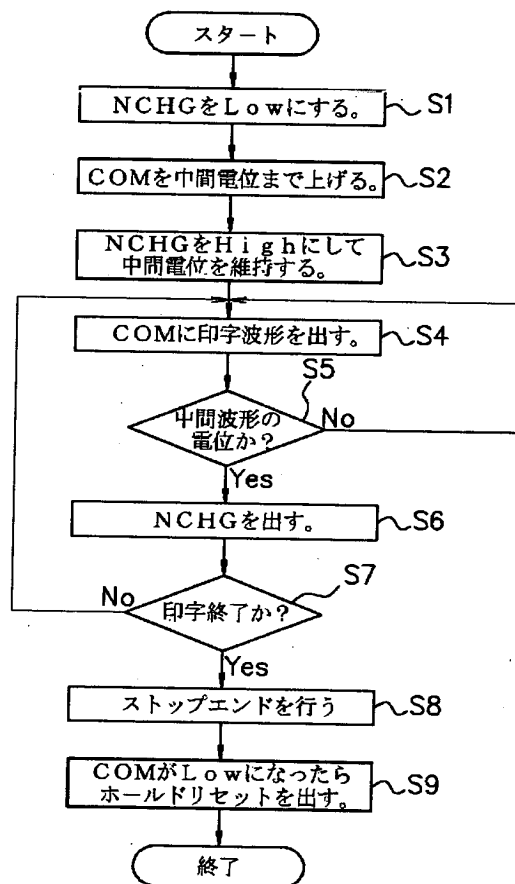 スタート
NCHGをLowにする。
S1
COMを中間電位まで上げる。
S2
NCHGをHighにして
中間電位を維持する。
S3
COMに印字波形を出す。
S4
S5
中間波形の
電位か？
No
Yes
NCHGを出す。
S6
S7
No
印字終了か？
Yes
ストップエンドを行う
S8
COMがLowになったら
ホールドリセットを出す。
S9
終了